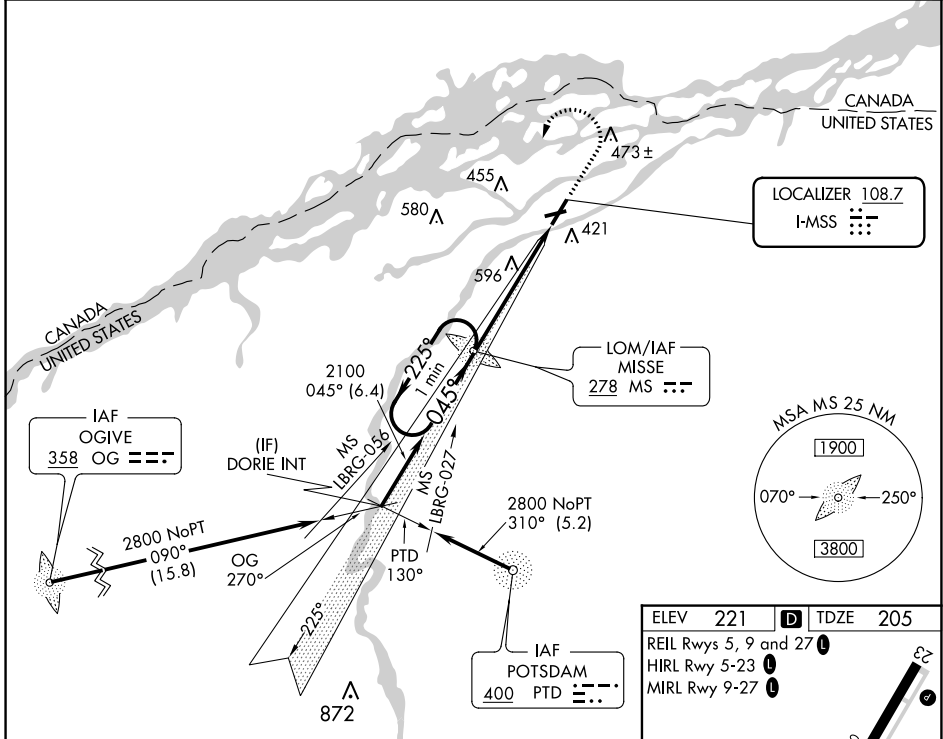 CANADA
UNITED STATES
473 ±
455
580
LOCALIZER 108.7
I-MSS
421
596
CANADA
UNITED STATES
225°
1 min
045°
LOM/IAF
MISSE
278 MS
2100
045° (6.4)
MSA MS 25 NM
1900
070°
250°
3800
IAF
OGIVE
358 OG
(IF)
DORIE INT
MS
LBRG-056
MS
LBRG-027
2800 NoPT
090°
(15.8)
OG
270°
PTD
130°
2800 NoPT
310° (5.2)
225°
IAF
POTSDAM
400 PTD
872
ELEV 221 D TDZE 205
REIL Rwys 5, 9 and 27 L
HIRL Rwy 5-23 L
MIRL Rwy 9-27 L
23